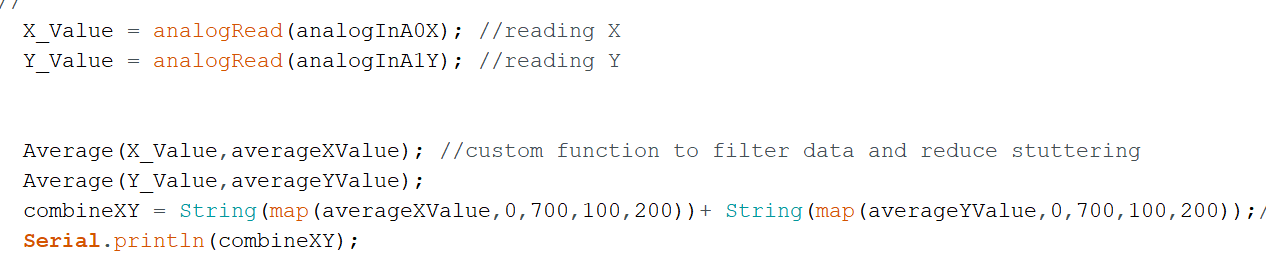 //
X_Value = analogRead(analogInA0X); //reading X
Y_Value = analogRead(analogInA1Y); //reading Y
Average(X_Value,averageXValue); //custom function to filter data and reduce stuttering
Average(Y_Value,averageYValue);
combineXY = String(map(averageXValue,0,700,100,200))+ String(map(averageYValue,0,700,100,200));/
Serial.println(combineXY);